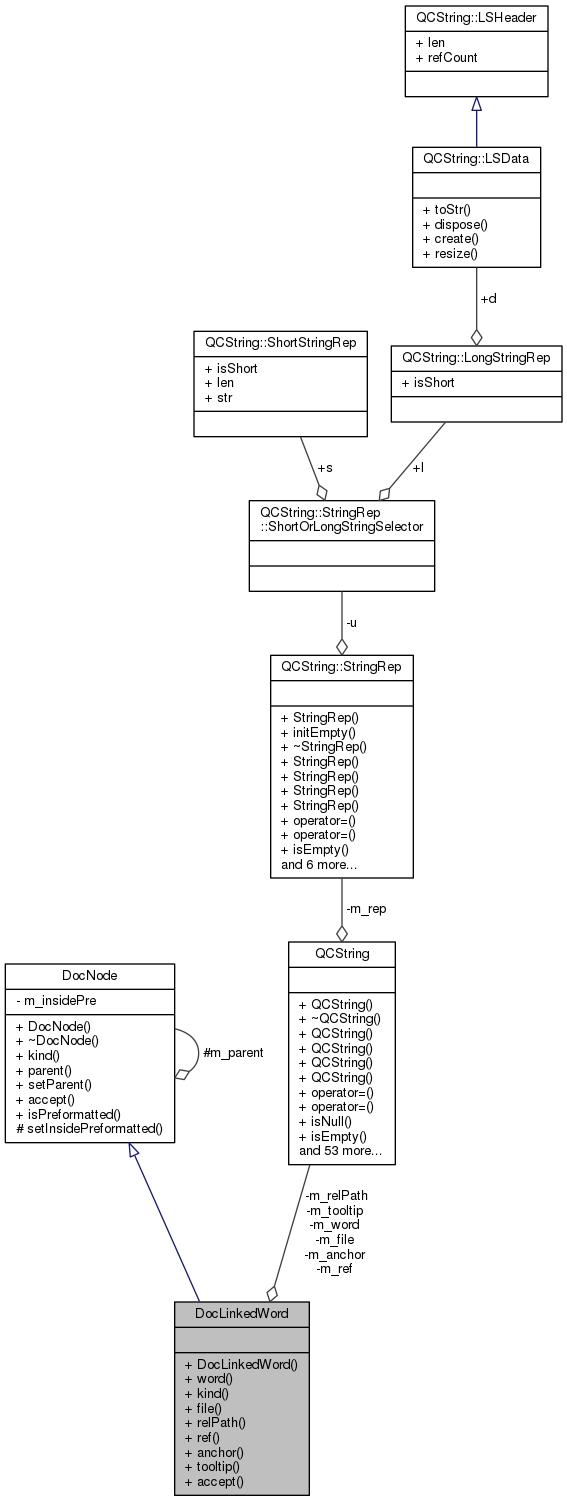 QCString::LSHeader
+ len
+ refCount
QCString::LSData
+ toStr()
+ dispose()
+ create()
+ resize()
+d
QCString::ShortStringRep
+ isShort
+ len
+ str
QCString::LongStringRep
+ isShort
+s
+l
QCString::StringRep
::ShortOrLongStringSelector
-u
QCString::StringRep
+ StringRep()
+ initEmpty()
+ ~StringRep()
+ StringRep()
+ StringRep()
+ StringRep()
+ StringRep()
+ operator=()
+ operator=()
+ isEmpty()
and 6 more...
-m_rep
QCString
+ QCString()
+ ~QCString()
+ QCString()
+ QCString()
+ QCString()
+ QCString()
+ operator=()
+ operator=()
+ isNull()
+ isEmpty()
and 53 more...
DocNode
- m_insidePre
+ DocNode()
+ ~DocNode()
+ kind()
+ parent()
+ setParent()
+ accept()
+ isPreformatted()
# setInsidePreformatted()
#m_parent
-m_relPath
-m_tooltip
-m_word
-m_file
-m_anchor
-m_ref
DocLinkedWord
+ DocLinkedWord()
+ word()
+ kind()
+ file()
+ relPath()
+ ref()
+ anchor()
+ tooltip()
+ accept()